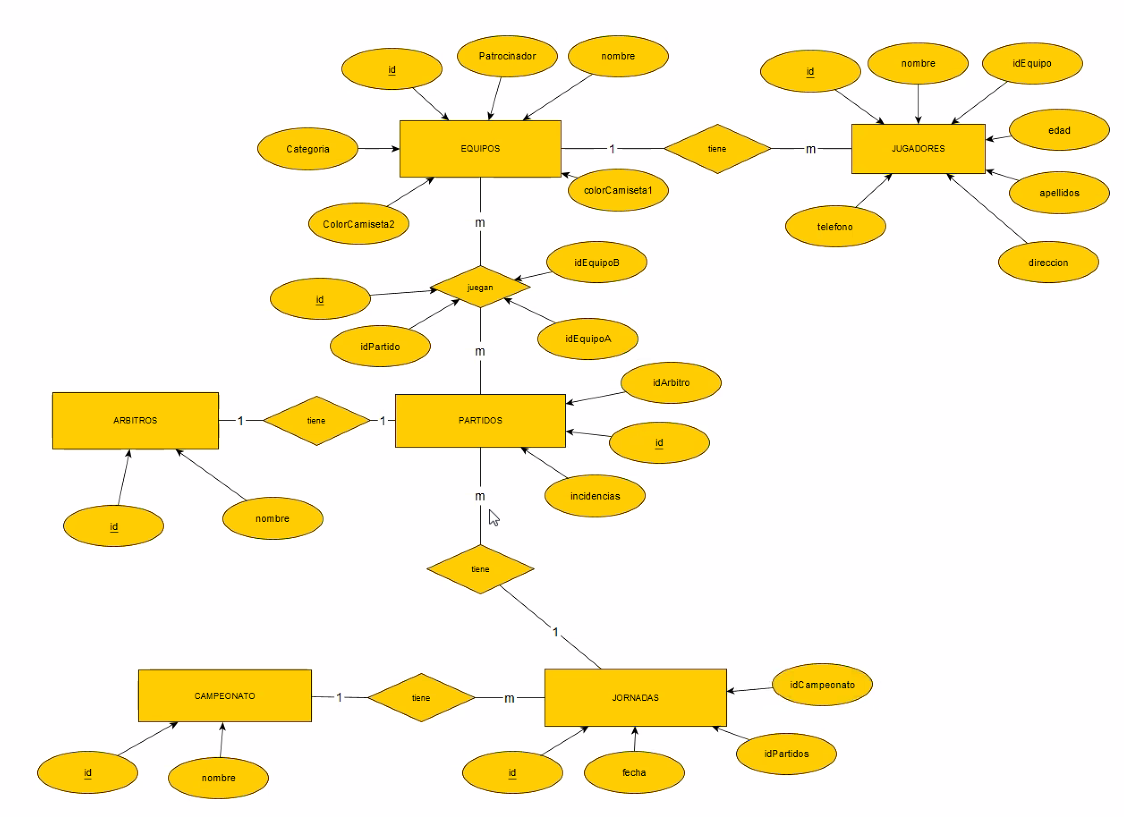 id
Patrocinador
nombre
Categoria
EQUIPOS
colorCamiseta1
ColorCamiseta2
1
tiene
m
id
nombre
idEquipo
edad
JUGADORES
apellidos
telefono
direccion
m
idEquipoB
juegan
id
idPartido
idEquipoA
m
ARBITROS
1
tiene
1
PARTIDOS
idArbitro
id
incidencias
id
nombre
m
tiene
1
CAMPEONATO
1
tiene
m
JORNADAS
idCampeonato
id
nombre
id
fecha
idPartidos